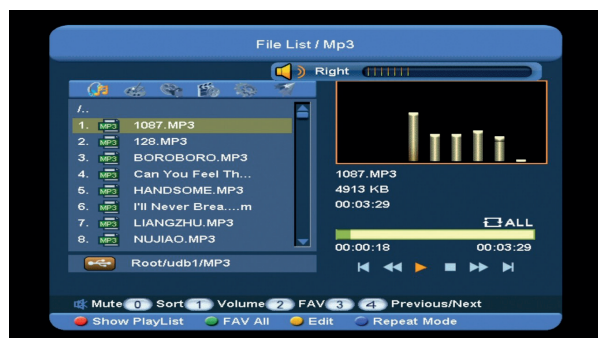 File List / Mp3
Right
/..
1. MP3 1087.MP3
2. MP3 128.MP3
3. MP3 BOROBORO.MP3
4. MP3 Can You Feel Th...
5. MP3 HANDSOME.MP3
6. MP3 I'll Never Brea....m
7. MP3 LIANGZHU.MP3
8. MP3 NUJIAO.MP3
Root/udb1/MP3
1087.MP3
4913 KB
00:03:29
ALL
00:00:18 00:03:29
Mute 0 Sort 1 Volume 2 FAV 3 4 Previous/Next
Show PlayList FAV All Edit Repeat Mode